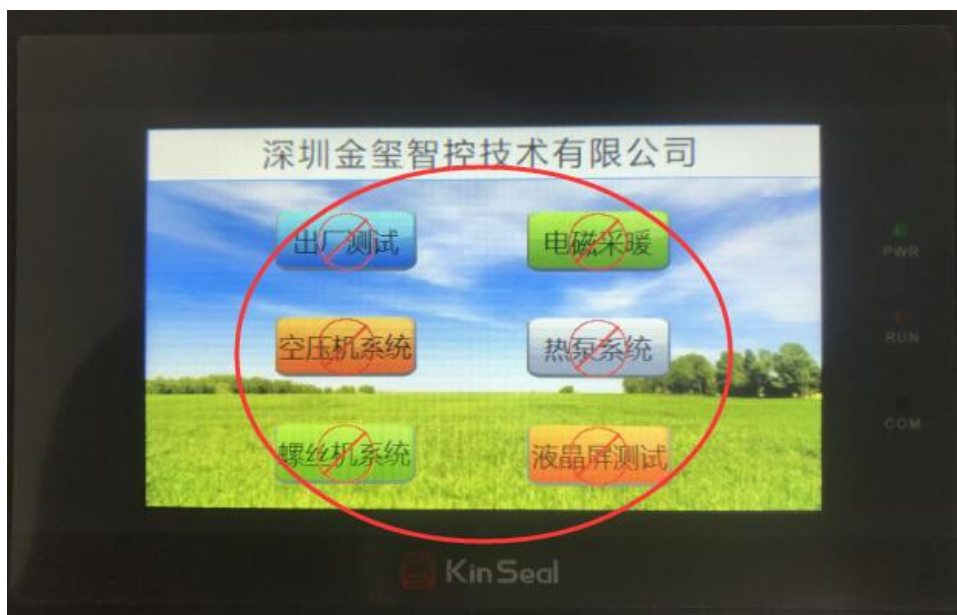 深圳金玺智控技术有限公司
出厂测试
电磁采暖
PWR
空压机系统
热泵系统
RUN
螺丝机系统
液晶屏测试
COM
KinSeal